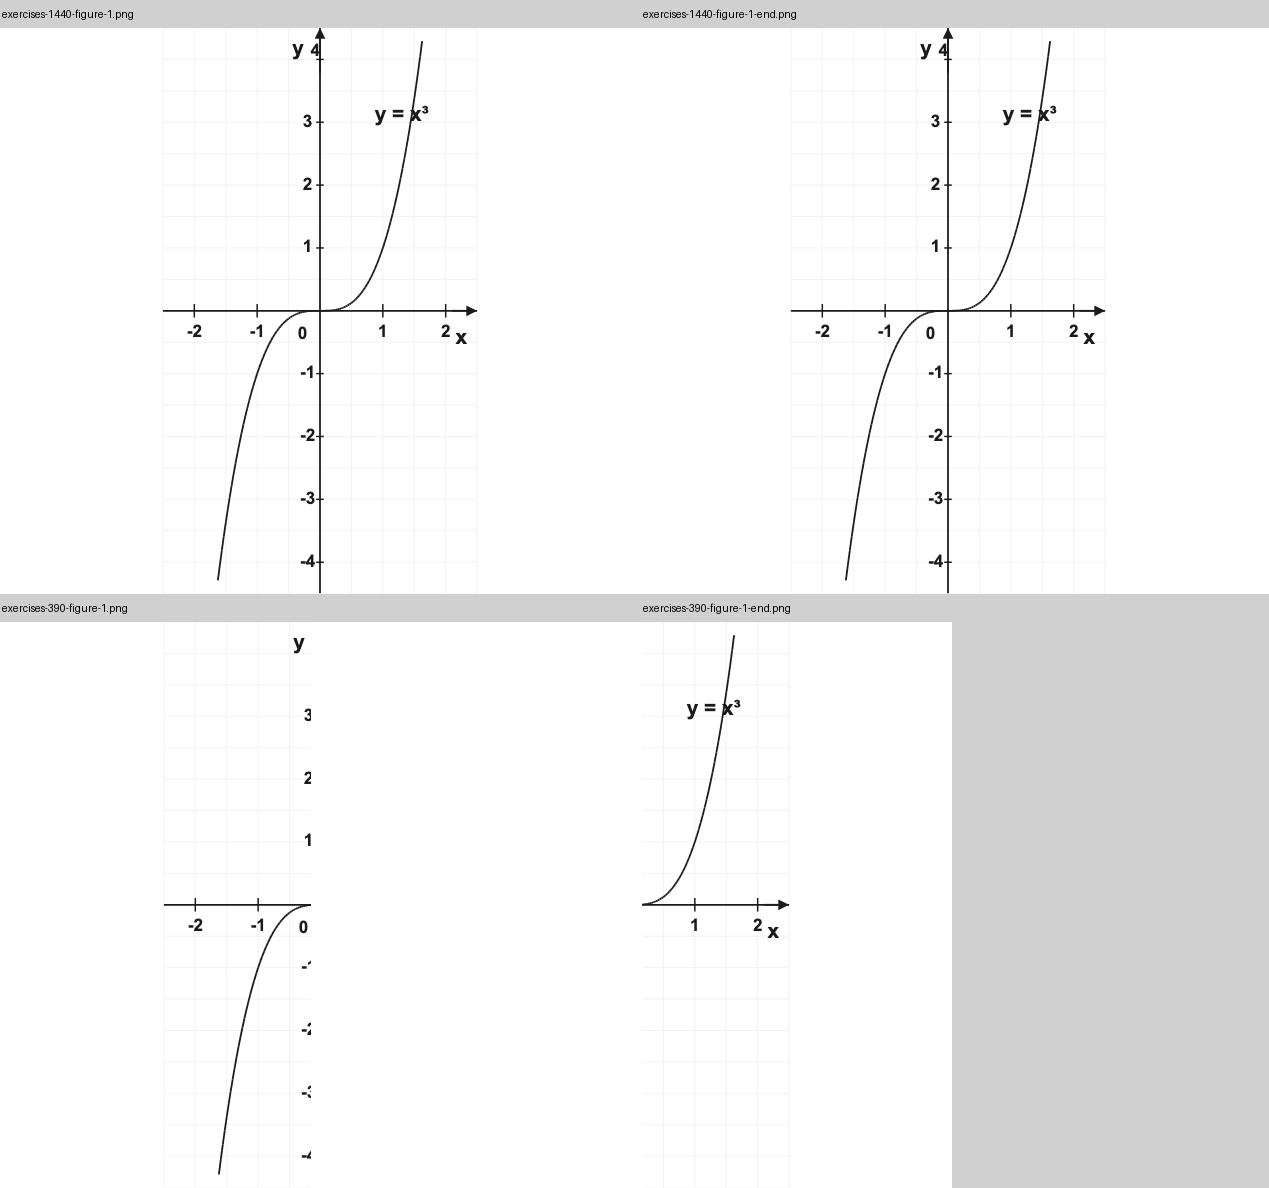 exercises-1440-figure-1.png
y 4
y = x³
3
2
1
-2 -1 0 1 2 x
-1
-2
-3
-4
exercises-1440-figure-1-end.png
y 4
y = x³
3
2
1
-2 -1 0 1 2 x
-1
-2
-3
-4
exercises-390-figure-1.png
y
3
2
1
-2 -1 0
exercises-390-figure-1-end.png
y = x³
1 2 x